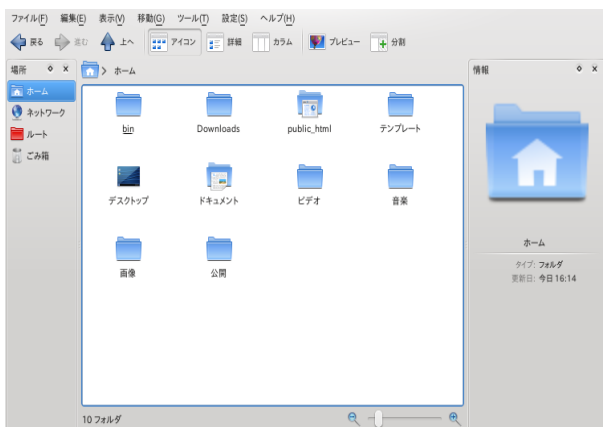 ファイル(F) 編集(E) 表示(V) 移動(G) ツール(T) 設定(S) ヘルプ(H)
戻る 進む 上へ アイコン 詳細 カラム プレビュー 分割
場所
ホーム
ネットワーク
ルート
ごみ箱
> ホーム
bin Downloads public_html テンプレート
デスクトップ ドキュメント ビデオ 音楽
画像 公開
10 フォルダ
情報
ホーム
タイプ: フォルダ
更新日: 今日 16:14